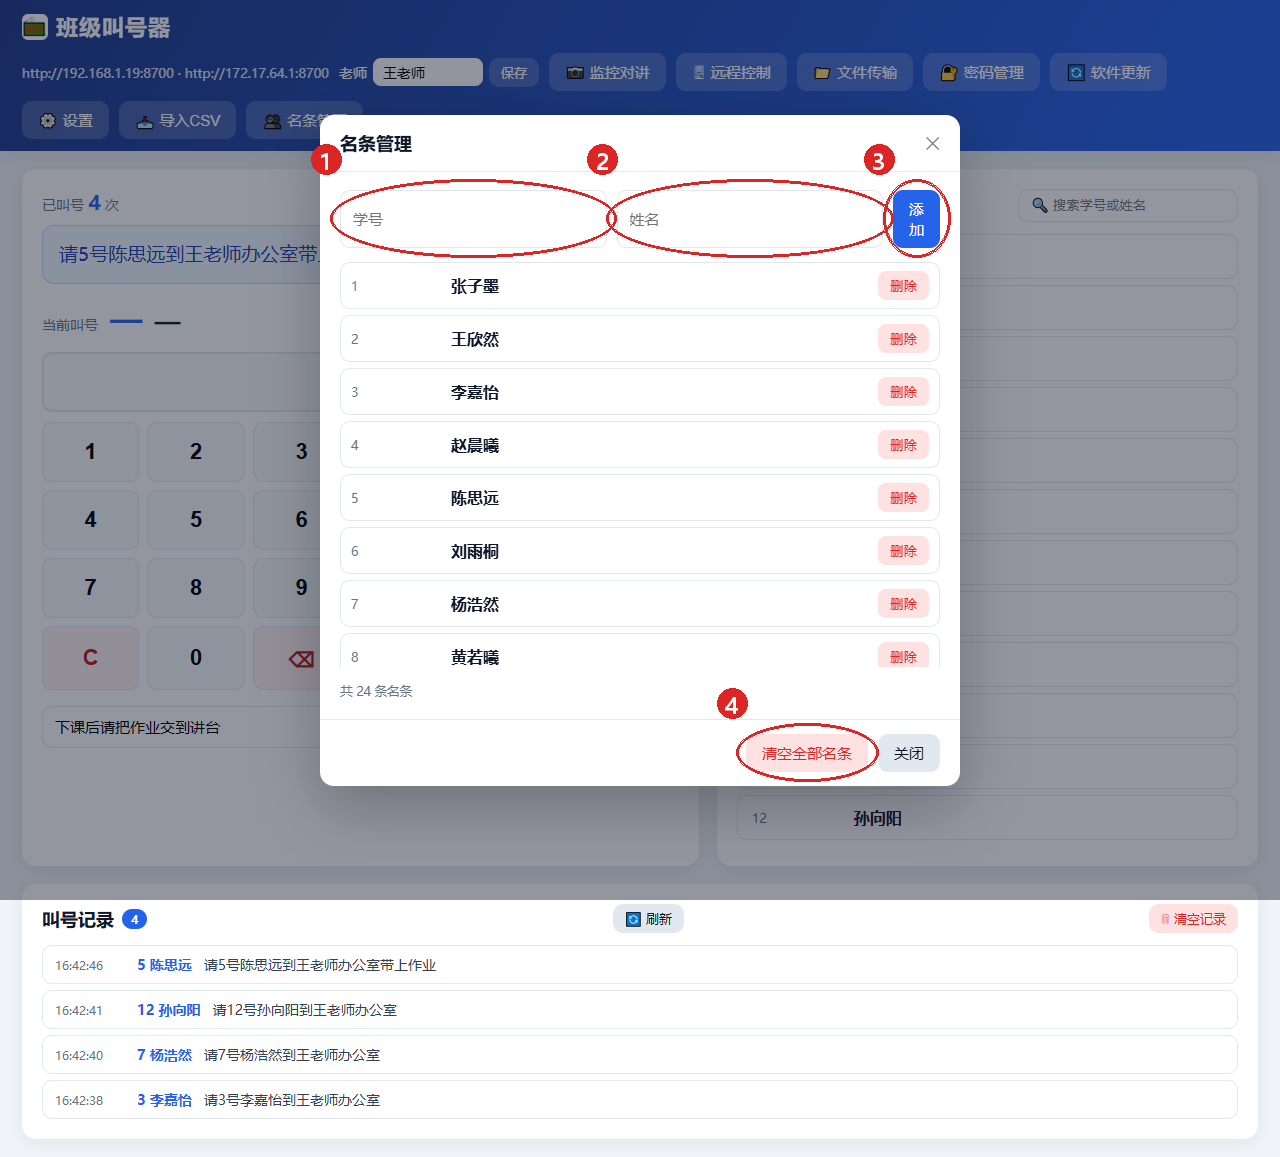 班级叫号器
http://192.168.1.19:8700 · http://172.17.64.1:8700 老师 王老师 保存 监控对讲 远程控制 文件传输 密码管理 软件更新
设置 导入CSV 名条
名条管理
1 2 3
学号 姓名 添加
1 张子墨 删除
2 王欣然 删除
3 李嘉怡 删除
4 赵晨曦 删除
5 陈思远 删除
6 刘雨桐 删除
7 杨浩然 删除
8 黄若曦 删除
共 24 条名条
4
清空全部名条 关闭
已叫号 4 次
请5号陈思远到王老师办公室带
当前叫号
1 2 3
4 5 6
7 8 9
C 0
下课后请把作业交到讲台
搜索学号或姓名
12 孙向阳
叫号记录 4 刷新 清空记录
16:42:46 5 陈思远 请5号陈思远到王老师办公室带上作业
16:42:41 12 孙向阳 请12号孙向阳到王老师办公室
16:42:40 7 杨浩然 请7号杨浩然到王老师办公室
16:42:38 3 李嘉怡 请3号李嘉怡到王老师办公室